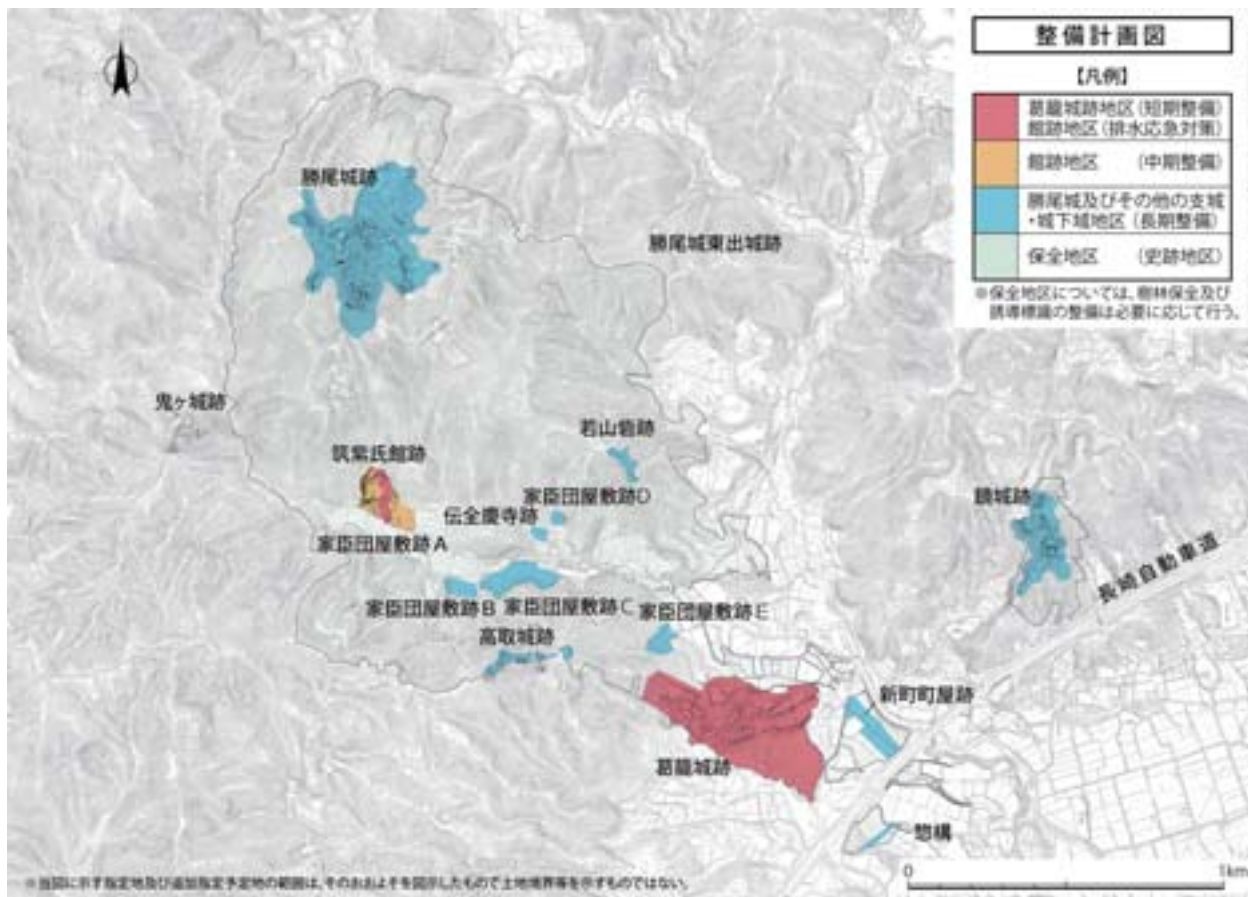 整備計画図
【凡例】
葛籠城跡地区(短期整備)
館跡地区(排水応急対策)
館跡地区 (中期整備)
勝尾城及びその他の支城
・城下域地区(長期整備)
保全地区 (史跡地区)
※保全地区については、樹林保全及び
誘導標識の整備は必要に応じて行う。
勝尾城跡
勝尾城東出城跡
鬼ヶ城跡
若山砦跡
筑紫氏館跡
家臣団屋敷跡D
鏡城跡
伝全慶寺跡
家臣団屋敷跡A
長崎自動車道
家臣団屋敷跡B
家臣団屋敷跡C
家臣団屋敷跡E
高取城跡
新町町屋跡
葛籠城跡
惣構
※当図に示す指定地及び追加指定予定地の範囲は、そのおおよそを図示したもので土地境界等を示すものではない。
0 1km